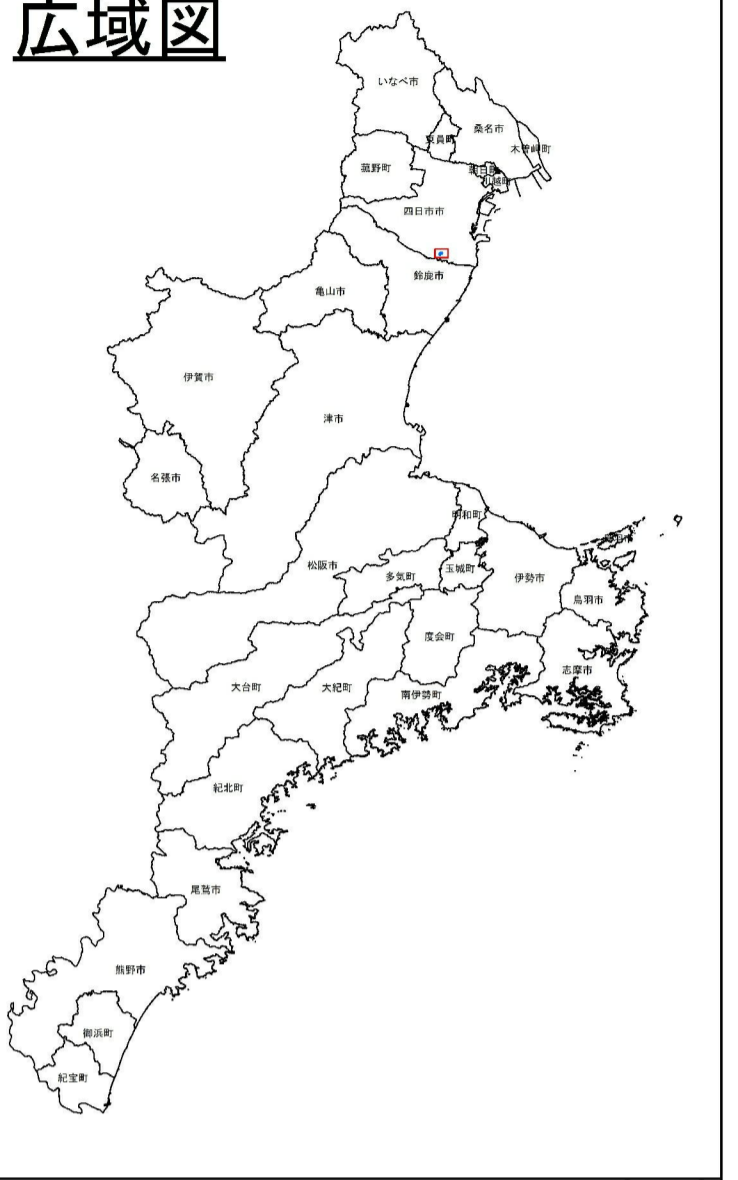 広域図
いなべ市
桑名市
東員町
木曽岬町
菰野町
朝日町
川越町
四日市市
鈴鹿市
亀山市
伊賀市
津市
名張市
明和町
松阪市
多気町
玉城町
伊勢市
鳥羽市
度会町
志摩市
大台町
大紀町
南伊勢町
紀北町
尾鷲市
熊野市
御浜町
紀宝町